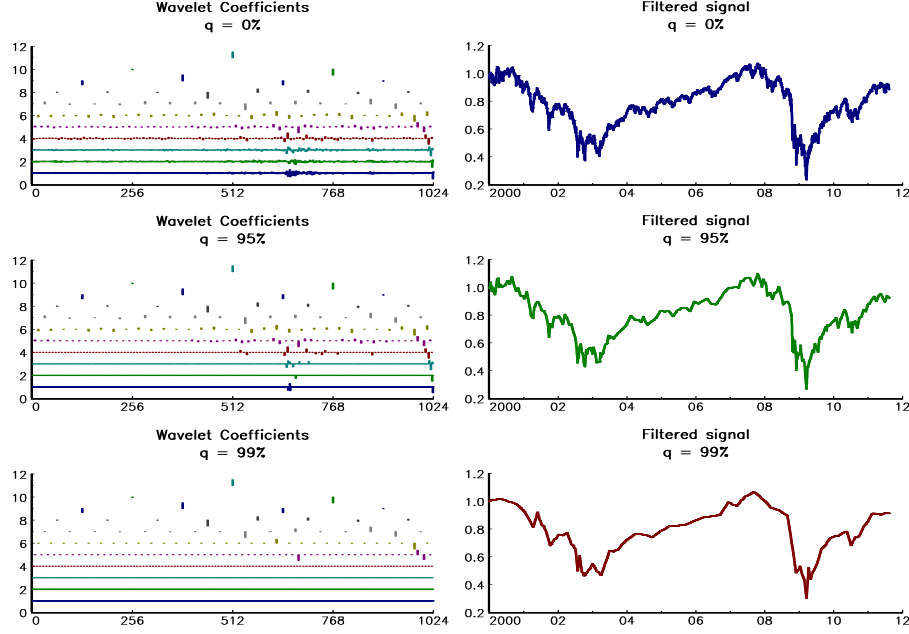 Wavelet Coefficients
q = 0%
12
10
8
6
4
2
0
0 256 512 768 1024
Filtered signal
q = 0%
1.2
1.0
0.8
0.6
0.4
0.2
2000 02 04 06 08 10 12
Wavelet Coefficients
q = 95%
12
10
8
6
4
2
0
0 256 512 768 1024
Filtered signal
q = 95%
1.2
1.0
0.8
0.6
0.4
0.2
2000 02 04 06 08 10 12
Wavelet Coefficients
q = 99%
12
10
8
6
4
2
0
0 256 512 768 1024
Filtered signal
q = 99%
1.2
1.0
0.8
0.6
0.4
0.2
2000 02 04 06 08 10 12